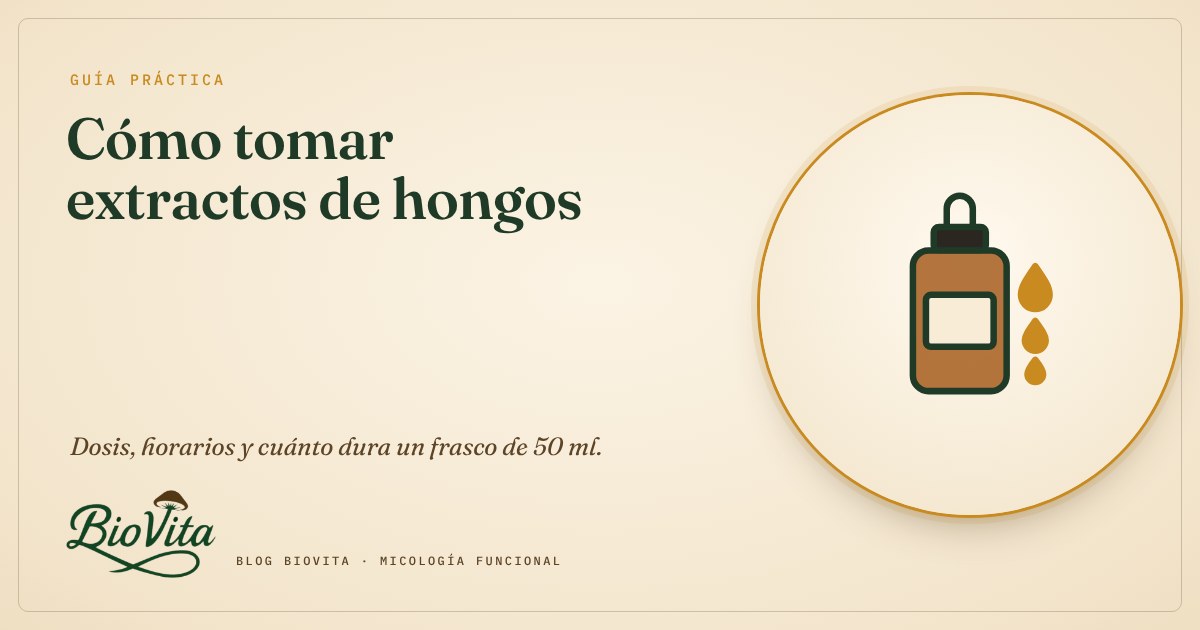 GUÍA PRÁCTICA
Cómo tomar
extractos de hongos
Dosis, horarios y cuánto dura un frasco de 50 ml.
BioVita
BLOG BIOVITA · MICOLOGÍA FUNCIONAL